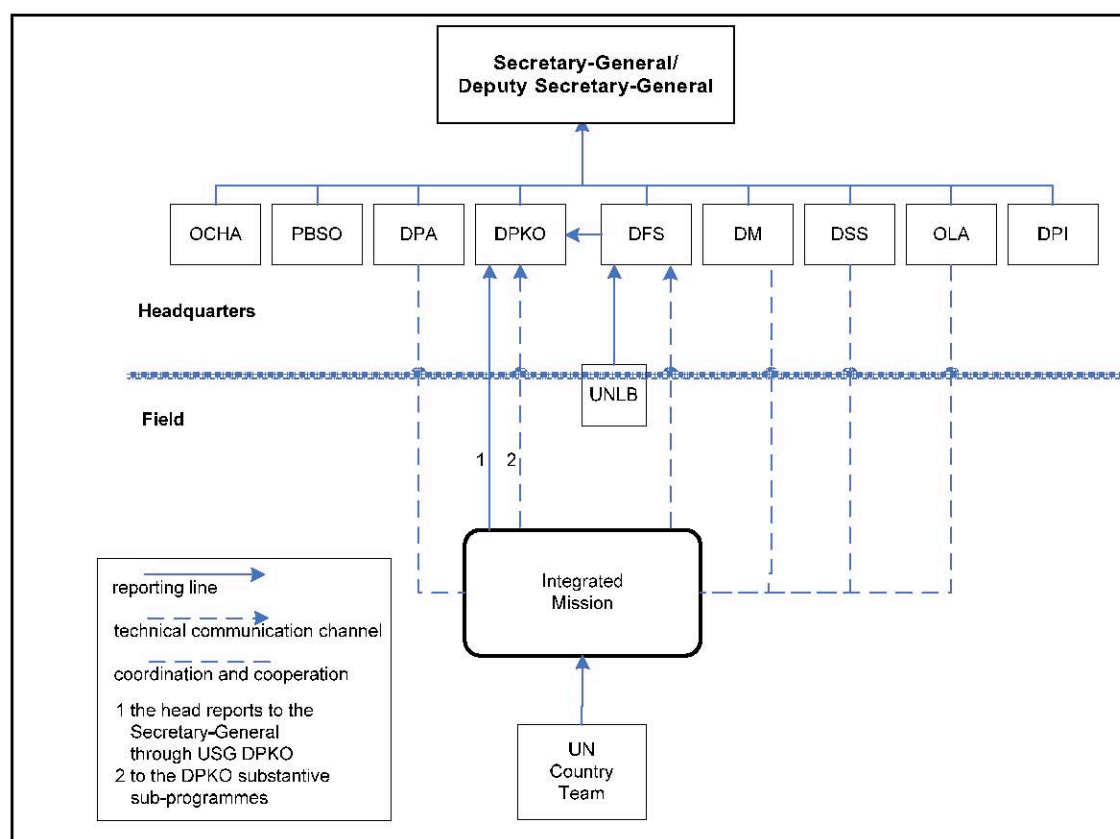 Secretary-General/
Deputy Secretary-General
OCHA
PBSO
DPA
DPKO
DFS
DM
DSS
OLA
DPI
Headquarters
UNLB
Field
1
2
Integrated
Mission
reporting line
technical communication channel
coordination and cooperation
1 the head reports to the
Secretary-General
through USG DPKO
2 to the DPKO substantive
sub-programmes
UN
Country
Team